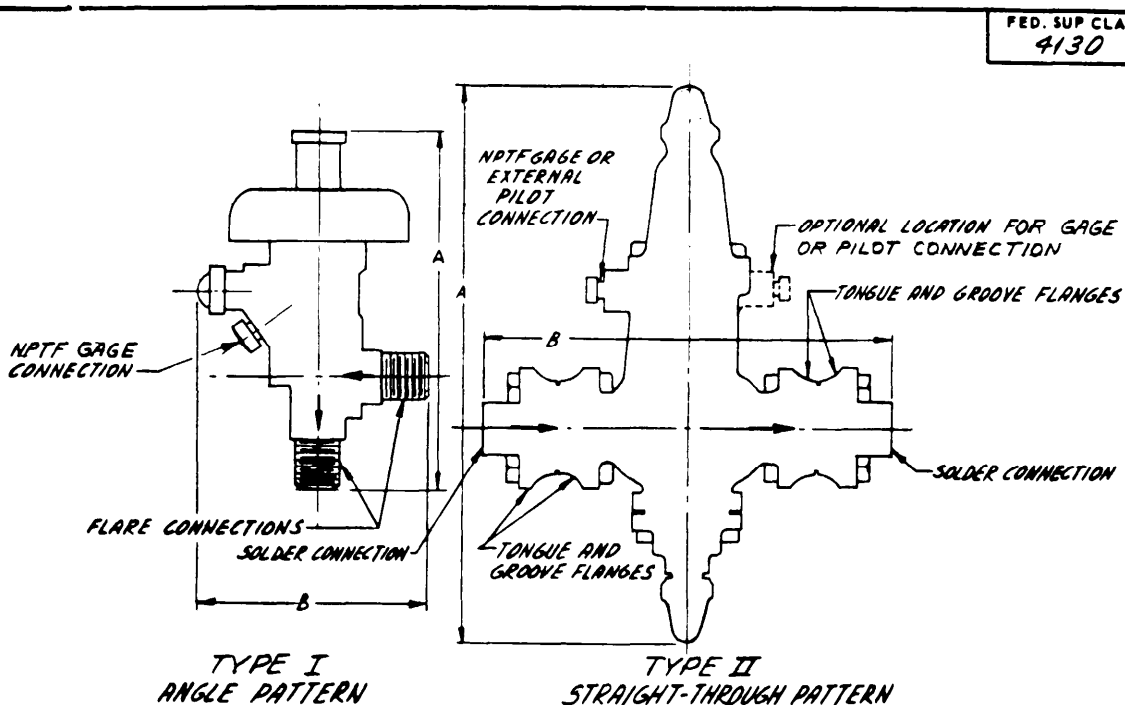 FED. SUP CLA
4130
NPTF GAGE OR
EXTERNAL
PILOT
CONNECTION
OPTIONAL LOCATION FOR GAGE
OR PILOT CONNECTION
A
A
TONGUE AND GROOVE FLANGES
B
NPTF GAGE
CONNECTION
SOLDER CONNECTION
FLARE CONNECTIONS
SOLDER CONNECTION
TONGUE AND
GROOVE FLANGES
B
TYPE I
ANGLE PATTERN
TYPE II
STRAIGHT-THROUGH PATTERN